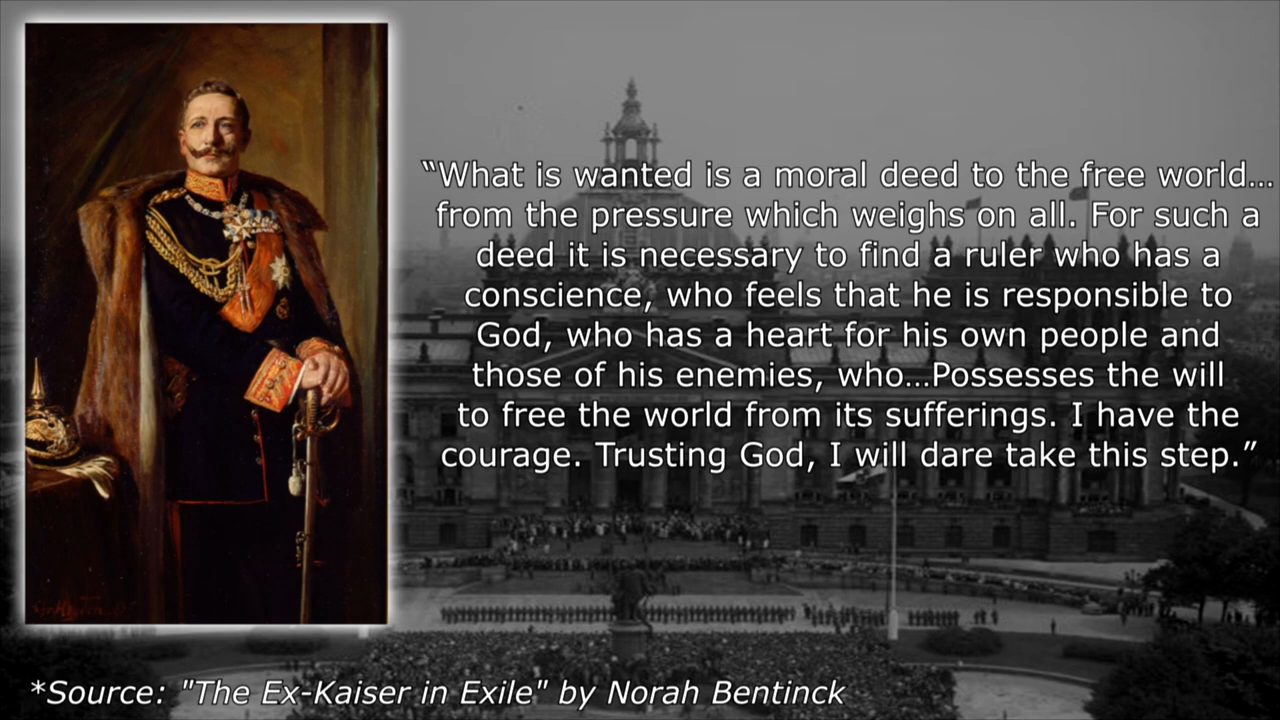 “What is wanted is a moral deed to the free world...
from the pressure which weighs on all. For such a
deed it is necessary to find a ruler who has a
conscience, who feels that he is responsible to
God, who has a heart for his own people and
those of his enemies, who...Possesses the will
to free the world from its sufferings. I have the
courage. Trusting God, I will dare take this step.”
*Source: "The Ex-Kaiser in Exile" by Norah Bentinck